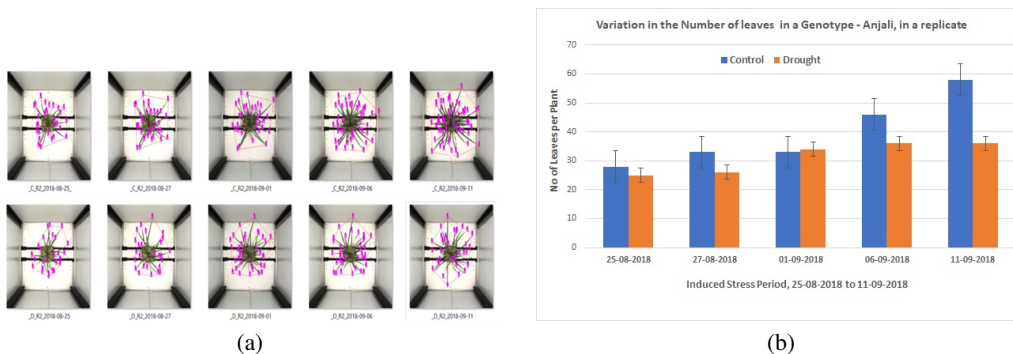 _C_R2_2018-08-25_
_C_R2_2018-08-27
_C_R2_2018-09-01
_C_R2_2018-09-06
_C_R2_2018-09-11
_D_R2_2018-08-25
_D_R2_2018-08-27
_D_R2_2018-09-01
_D_R2_2018-09-06
_D_R2_2018-09-11
(a)
Variation in the Number of leaves in a Genotype - Anjali, in a replicate
70
Control Drought
60
50
40
30
20
10
0
No of Leaves per Plant
25-08-2018 27-08-2018 01-09-2018 06-09-2018 11-09-2018
Induced Stress Period, 25-08-2018 to 11-09-2018
(b)